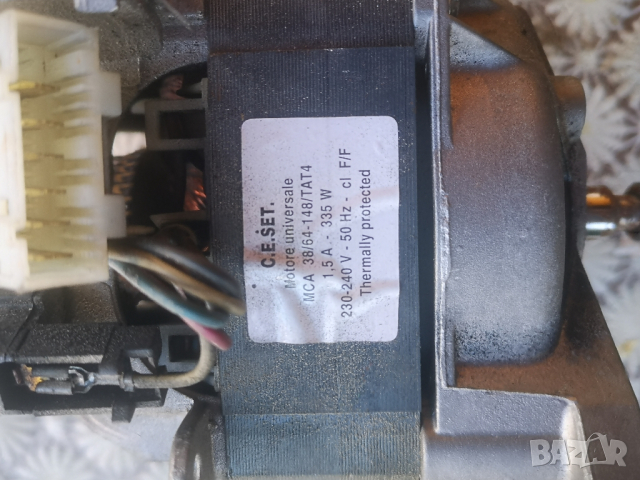 C.E.SET.
Motore universale
MCA 38/64-148/TAT4
1,5 A. - 335 W
230-240 V - 50 Hz - cl F/F
Thermally protected
BAZAR